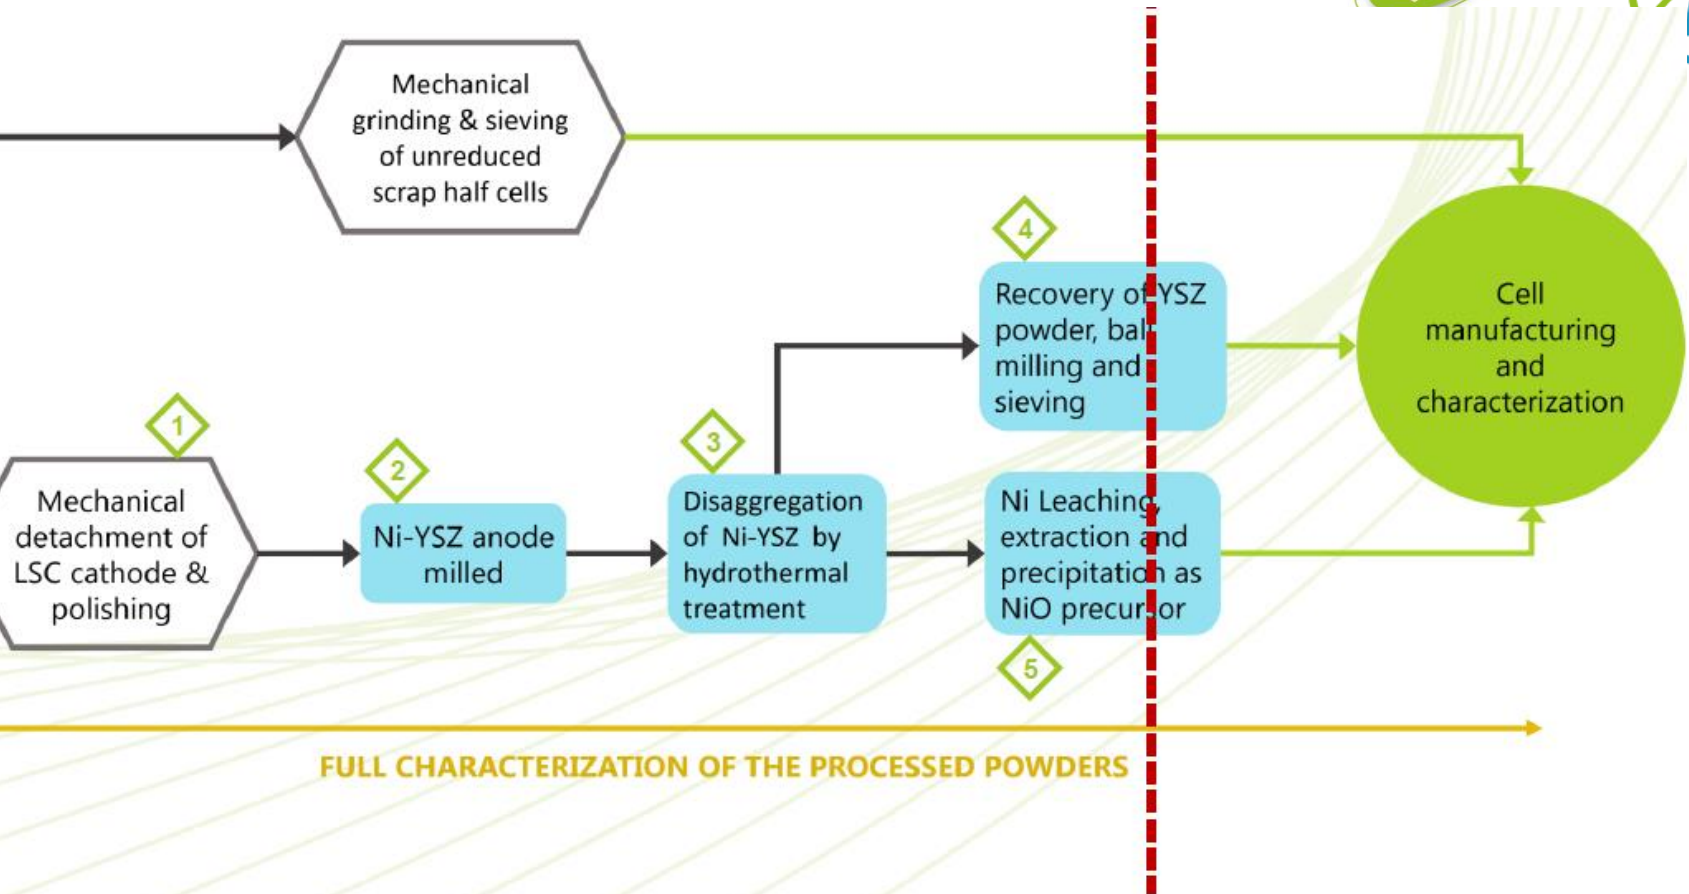 Mechanical
grinding & sieving
of unreduced
scrap half cells
4
Recovery of YSZ
powder, ball
milling and
sieving
Cell
manufacturing
and
characterization
1
Mechanical
detachment of
LSC cathode &
polishing
2
Ni-YSZ anode
milled
3
Disaggregation
of Ni-YSZ by
hydrothermal
treatment
Ni Leaching,
extraction and
precipitation as
NiO precursor
5
FULL CHARACTERIZATION OF THE PROCESSED POWDERS